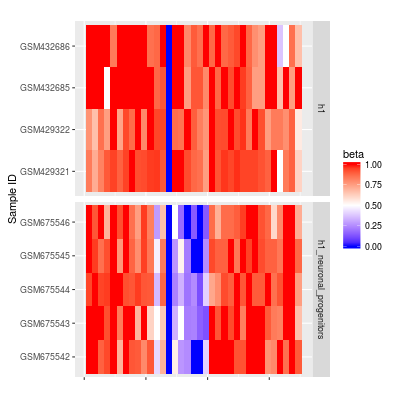 GSM432686
GSM432685
GSM429322
GSM429321
h1
GSM675546
GSM675545
GSM675544
GSM675543
GSM675542
h1_neuronal_progenitors
Sample ID
beta
1.00
0.75
0.50
0.25
0.00